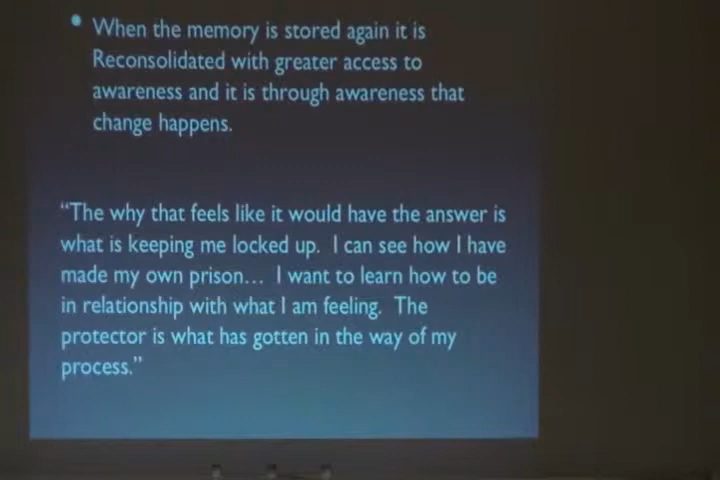 • When the memory is stored again it is
Reconsolidated with greater access to
awareness and it is through awareness that
change happens.
“The why that feels like it would have the answer is
what is keeping me locked up. I can see how I have
made my own prison... I want to learn how to be
in relationship with what I am feeling. The
protector is what has gotten in the way of my
process.”